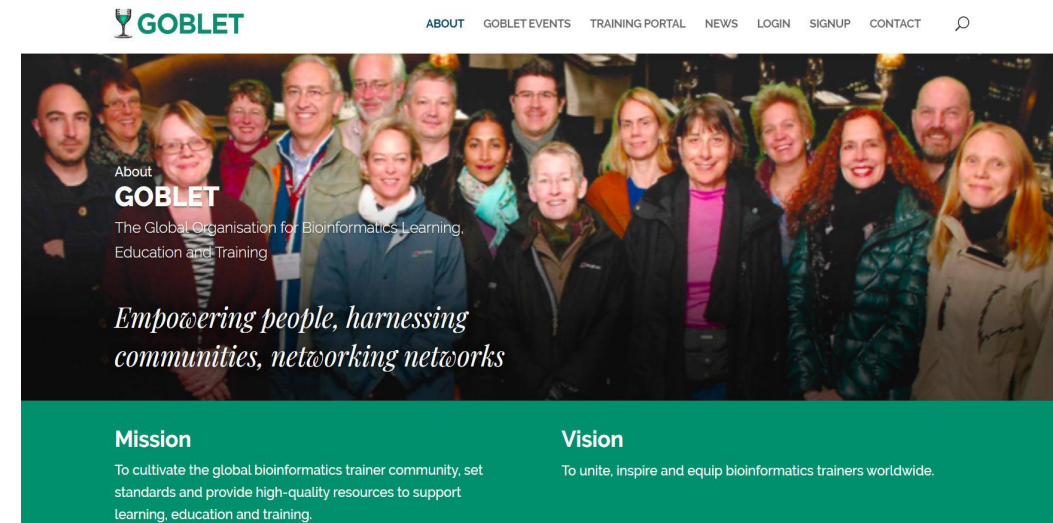 GOBLET
ABOUT GOBLET EVENTS TRAINING PORTAL NEWS LOGIN SIGNUP CONTACT
About
GOBLET
The Global Organisation for Bioinformatics Learning,
Education and Training
Empowering people, harnessing
communities, networking networks
Mission
To cultivate the global bioinformatics trainer community, set
standards and provide high-quality resources to support
learning, education and training.
Vision
To unite, inspire and equip bioinformatics trainers worldwide.